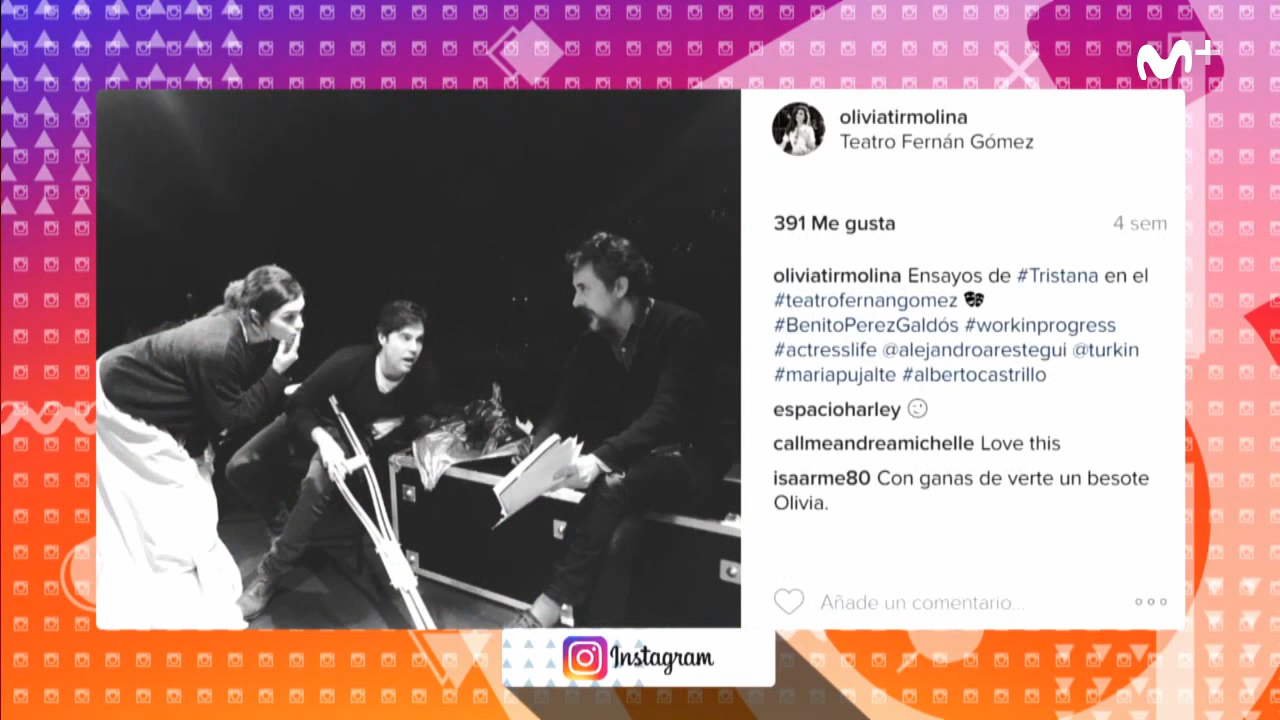 M+
oliviatirmolina
Teatro Fernán Gómez
391 Me gusta
4 sem
oliviatirmolina Ensayos de #Tristana en el
#teatrofernangomez 🎭
#BenitoPerezGaldós #workinprogress
#actresslife @alejandroarestegui @turkin
#mariapujalte #albertocastrillo
espacioharley 😉
callmeandreamichelle Love this
isaarme80 Con ganas de verte un besote
Olivia.
Añade un comentario...
Instagram